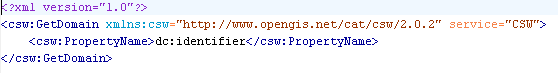 <?xml version="1.0"?>
<csw:GetDomain xmlns:csw="http://www.opengis.net/cat/csw/2.0.2" service="CSW">
<csw:PropertyName>dc:identifier</csw:PropertyName>
</csw:GetDomain>